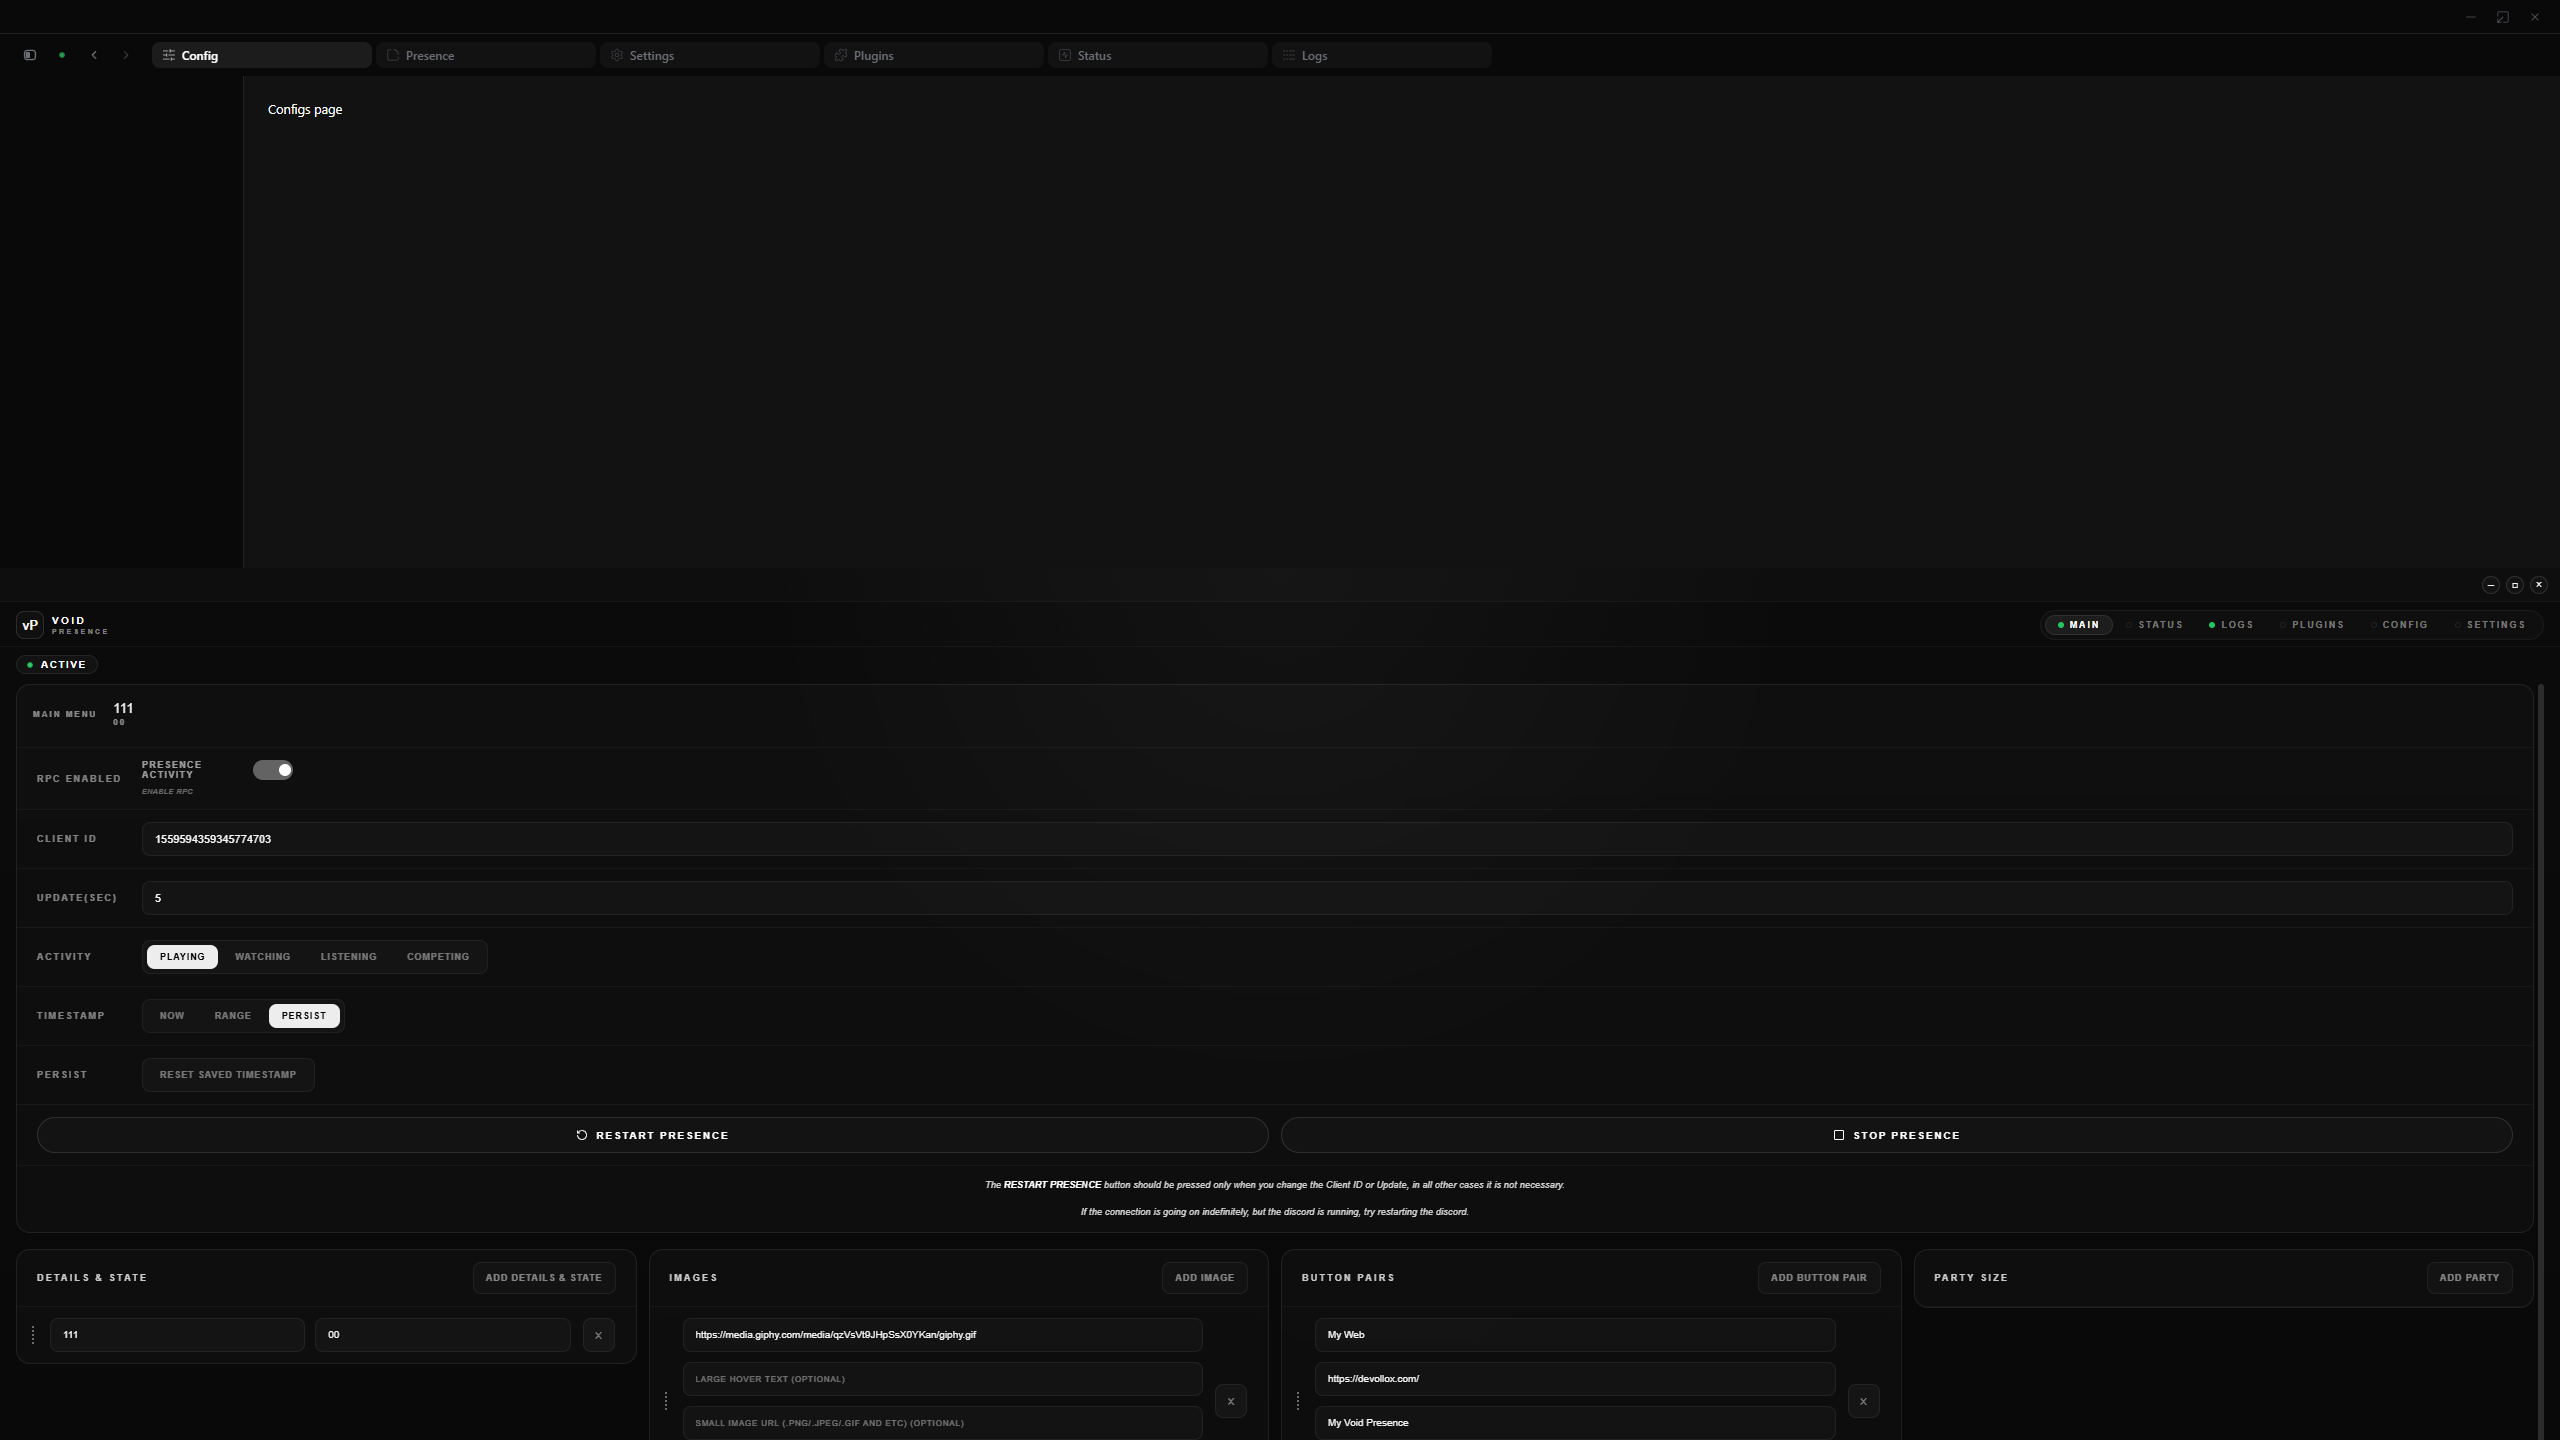 Config
Presence
Settings
Plugins
Status
Logs
Configs page
vP
VOID
PRESENCE
MAIN
STATUS
LOGS
PLUGINS
CONFIG
SETTINGS
ACTIVE
MAIN MENU
111
00
RPC ENABLED
PRESENCE
ACTIVITY
ENABLE RPC
CLIENT ID
1559594359345774703
UPDATE(SEC)
5
ACTIVITY
PLAYING
WATCHING
LISTENING
COMPETING
TIMESTAMP
NOW
RANGE
PERSIST
PERSIST
RESET SAVED TIMESTAMP
RESTART PRESENCE
STOP PRESENCE
The RESTART PRESENCE button should be pressed only when you change the Client ID or Update, in all other cases it is not necessary.
If the connection is going on indefinitely, but the discord is running, try restarting the discord.
DETAILS & STATE
ADD DETAILS & STATE
111
00
X
IMAGES
ADD IMAGE
https://media.giphy.com/media/qzVsVt9JHpSsX0YKan/giphy.gif
LARGE HOVER TEXT (OPTIONAL)
SMALL IMAGE URL (.PNG/.JPEG/.GIF AND ETC) (OPTIONAL)
X
BUTTON PAIRS
ADD BUTTON PAIR
My Web
https://devollox.com/
My Void Presence
X
PARTY SIZE
ADD PARTY